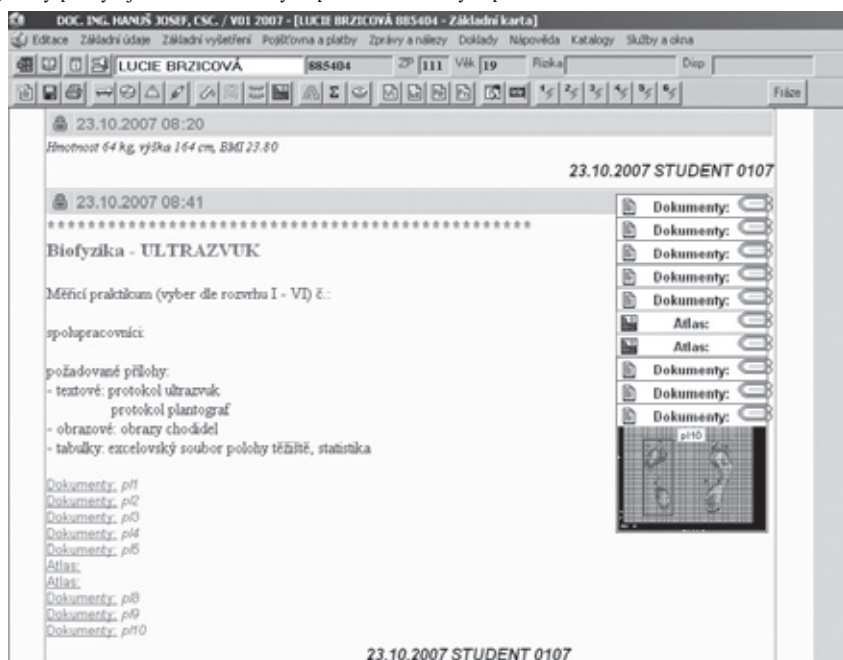 DOC. ING. HANUŠ JOSEF, CSC. / V01 2007 - [LUCIE BRZICOVÁ 885404 - Základní karta]
Editace Základní údaje Základní vyšetření Pojišťovna a platby Zprávy a nálezy Doklady Nápověda Katalogy Služby a okna
LUCIE BRZICOVÁ 885404 ZP 111 Věk 19 Rizika Disp
Fráze
23.10.2007 08:20
Hmotnost 64 kg, výška 164 cm, BMI 23.80
23.10.2007 STUDENT 0107
23.10.2007 08:41
Biofyzika - ULTRAZVUK
Měřicí praktikum (vyber dle rozvrhu I - VI) č.:
spolupracovníci:
požadované přílohy:
- textové: protokol ultrazvuk
protokol plantograf
- obrazové: obrazy chodidel
- tabulky: excelovský soubor polohy těžiště, statistika
Dokumenty: pl1
Dokumenty: pl2
Dokumenty: pl3
Dokumenty: pl4
Dokumenty: pl5
Atlas:
Atlas:
Dokumenty: pl8
Dokumenty: pl9
Dokumenty: pl10
23.10.2007 STUDENT 0107
Dokumenty:
Dokumenty:
Dokumenty:
Dokumenty:
Dokumenty:
Atlas:
Atlas:
Dokumenty:
Dokumenty:
Dokumenty:
pl10